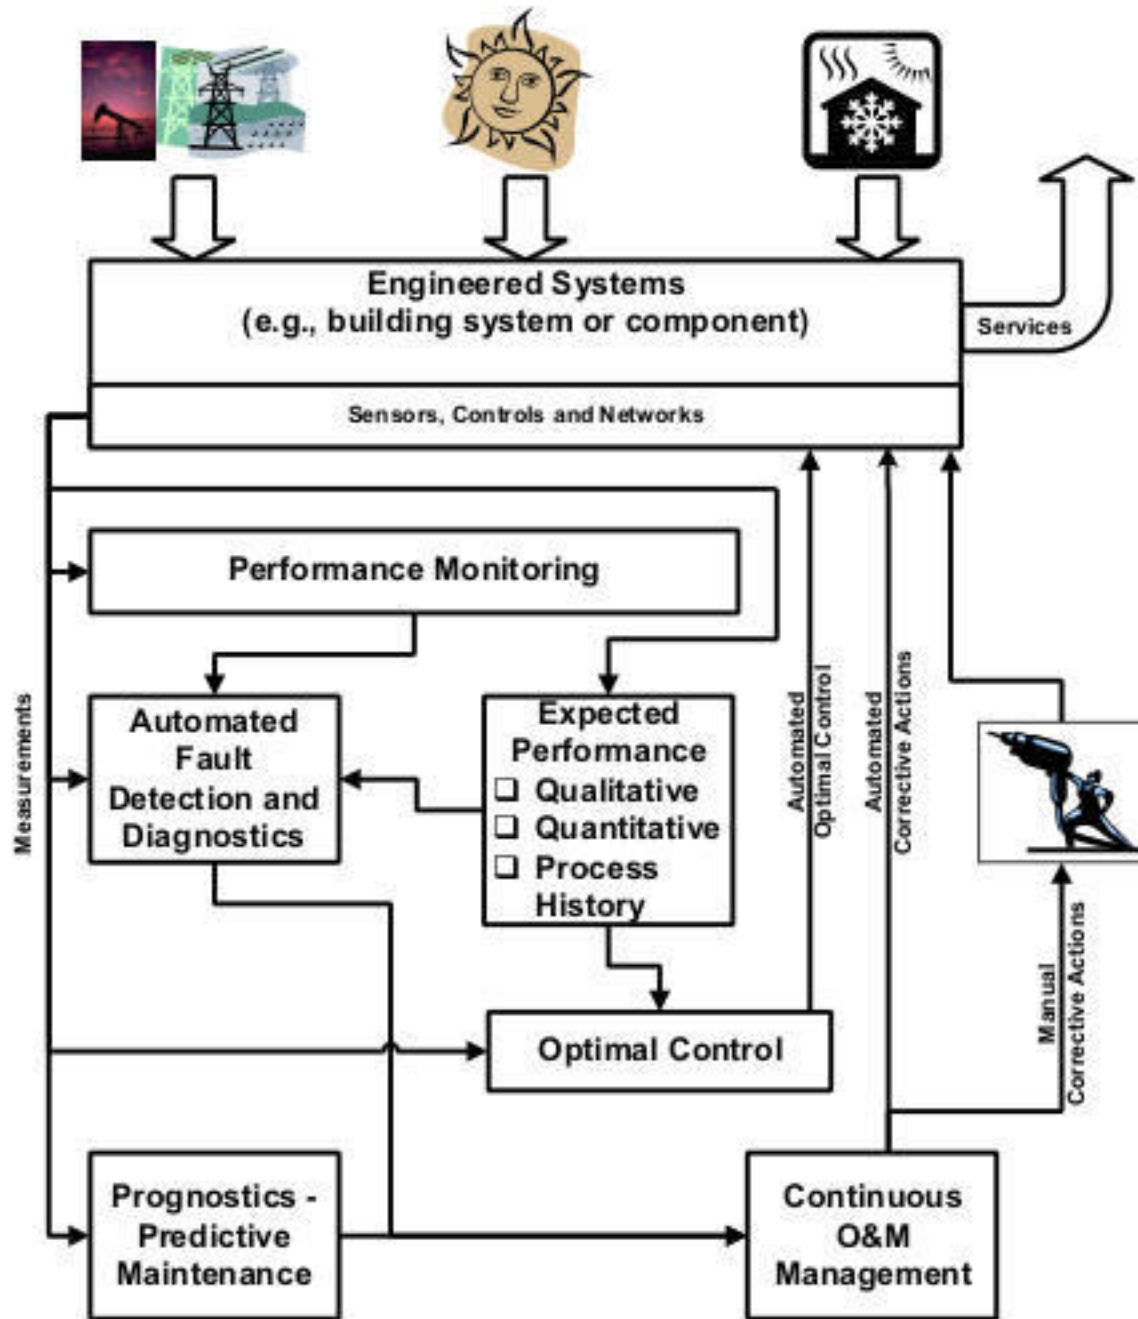 Engineered Systems
(e.g., building system or component)
Services
Sensors, Controls and Networks
Performance Monitoring
Measurements
Automated
Fault
Detection and
Diagnostics
Expected
Performance
❑ Qualitative
❑ Quantitative
❑ Process
History
Automated
Optimal Control
Automated
Corrective Actions
Manual
Corrective Actions
Optimal Control
Prognostics -
Predictive
Maintenance
Continuous
O&M
Management